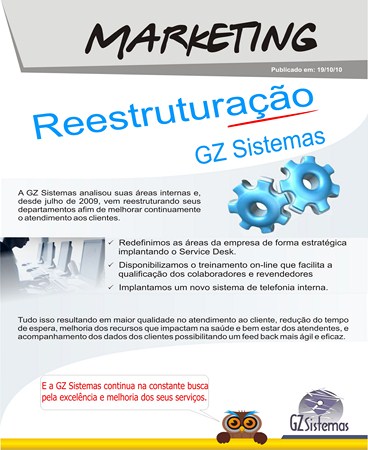 MARKETING
Publicado em: 19/10/10
Reestruturação
GZ Sistemas
A GZ Sistemas analisou suas áreas internas e,
desde julho de 2009, vem reestruturando seus
departamentos afim de melhorar continuamente
o atendimento aos clientes.
✓ Redefinimos as áreas da empresa de forma estratégica
implantando o Service Desk.
✓ Disponibilizamos o treinamento on-line que facilita a
qualificação dos colaboradores e revendedores
✓ Implantamos um novo sistema de telefonia interna.
Tudo isso resultando em maior qualidade no atendimento ao cliente, redução do tempo
de espera, melhoria dos recursos que impactam na saúde e bem estar dos atendentes, e
acompanhamento dos dados dos clientes possibilitando um feed back mais ágil e eficaz.
E a GZ Sistemas continua na constante busca
pela excelência e melhoria dos seus serviços.
GZ Sistemas